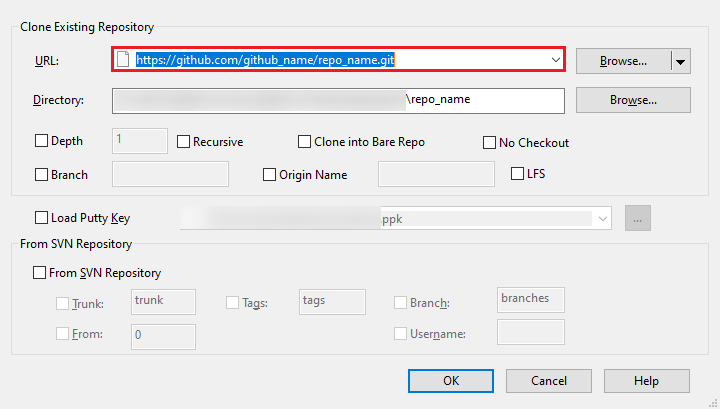 Clone Existing Repository
URL: https://github.com/github_name/repo_name.git Browse...
Directory: \repo_name Browse...
Depth 1 Recursive Clone into Bare Repo No Checkout
Branch Origin Name LFS
Load Putty Key .ppk ...
From SVN Repository
From SVN Repository
Trunk: trunk Tags: tags Branch: branches
From: 0 Username:
OK Cancel Help